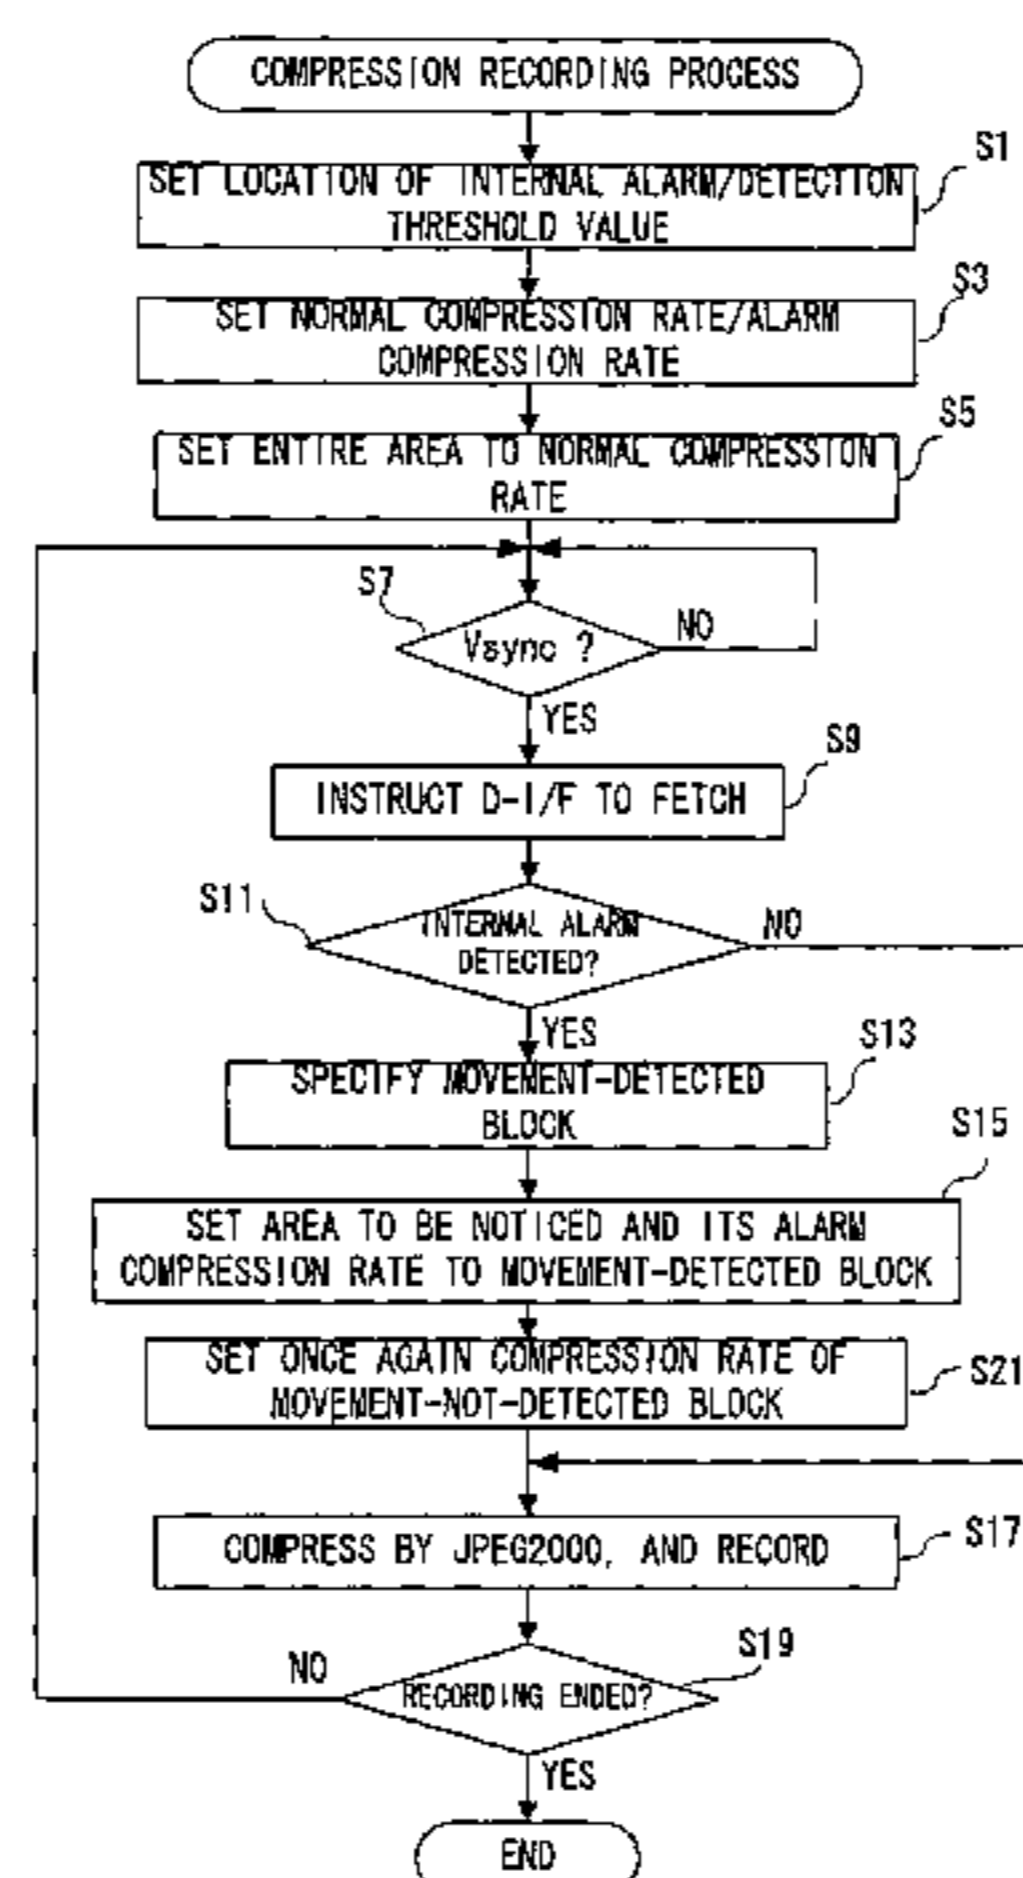 COMPRESSION RECORDING PROCESS
S1
SET LOCATION OF INTERNAL ALARM/DETECTION
THRESHOLD VALUE
S3
SET NORMAL COMPRESSION RATE/ALARM
COMPRESSION RATE
S5
SET ENTIRE AREA TO NORMAL COMPRESSION
RATE
S7
Vsync ?
NO
YES
S9
INSTRUCT D-I/F TO FETCH
S11
INTERNAL ALARM
DETECTED?
NO
YES
S13
SPECIFY MOVEMENT-DETECTED
BLOCK
S15
SET AREA TO BE NOTICED AND ITS ALARM
COMPRESSION RATE TO MOVEMENT-DETECTED BLOCK
SET ONCE AGAIN COMPRESSION RATE OF
MOVEMENT-NOT-DETECTED BLOCK
S21
COMPRESS BY JPEG2000, AND RECORD
S17
S19
NO
RECORDING ENDED?
YES
END